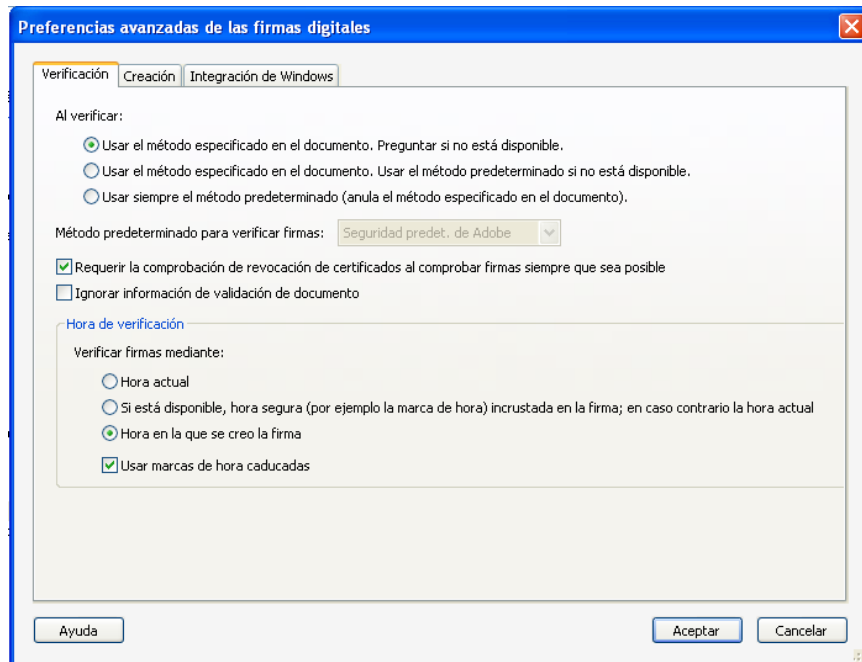 Preferencias avanzadas de las firmas digitales
Verificación
Creación
Integración de Windows
Al verificar:
Usar el método especificado en el documento. Preguntar si no está disponible.
Usar el método especificado en el documento. Usar el método predeterminado si no está disponible.
Usar siempre el método predeterminado (anula el método especificado en el documento).
Método predeterminado para verificar firmas: Seguridad predet. de Adobe
Requerir la comprobación de revocación de certificados al comprobar firmas siempre que sea posible
Ignorar información de validación de documento
Hora de verificación
Verificar firmas mediante:
Hora actual
Si está disponible, hora segura (por ejemplo la marca de hora) incrustada en la firma; en caso contrario la hora actual
Hora en la que se creo la firma
Usar marcas de hora caducadas
Ayuda
Aceptar
Cancelar